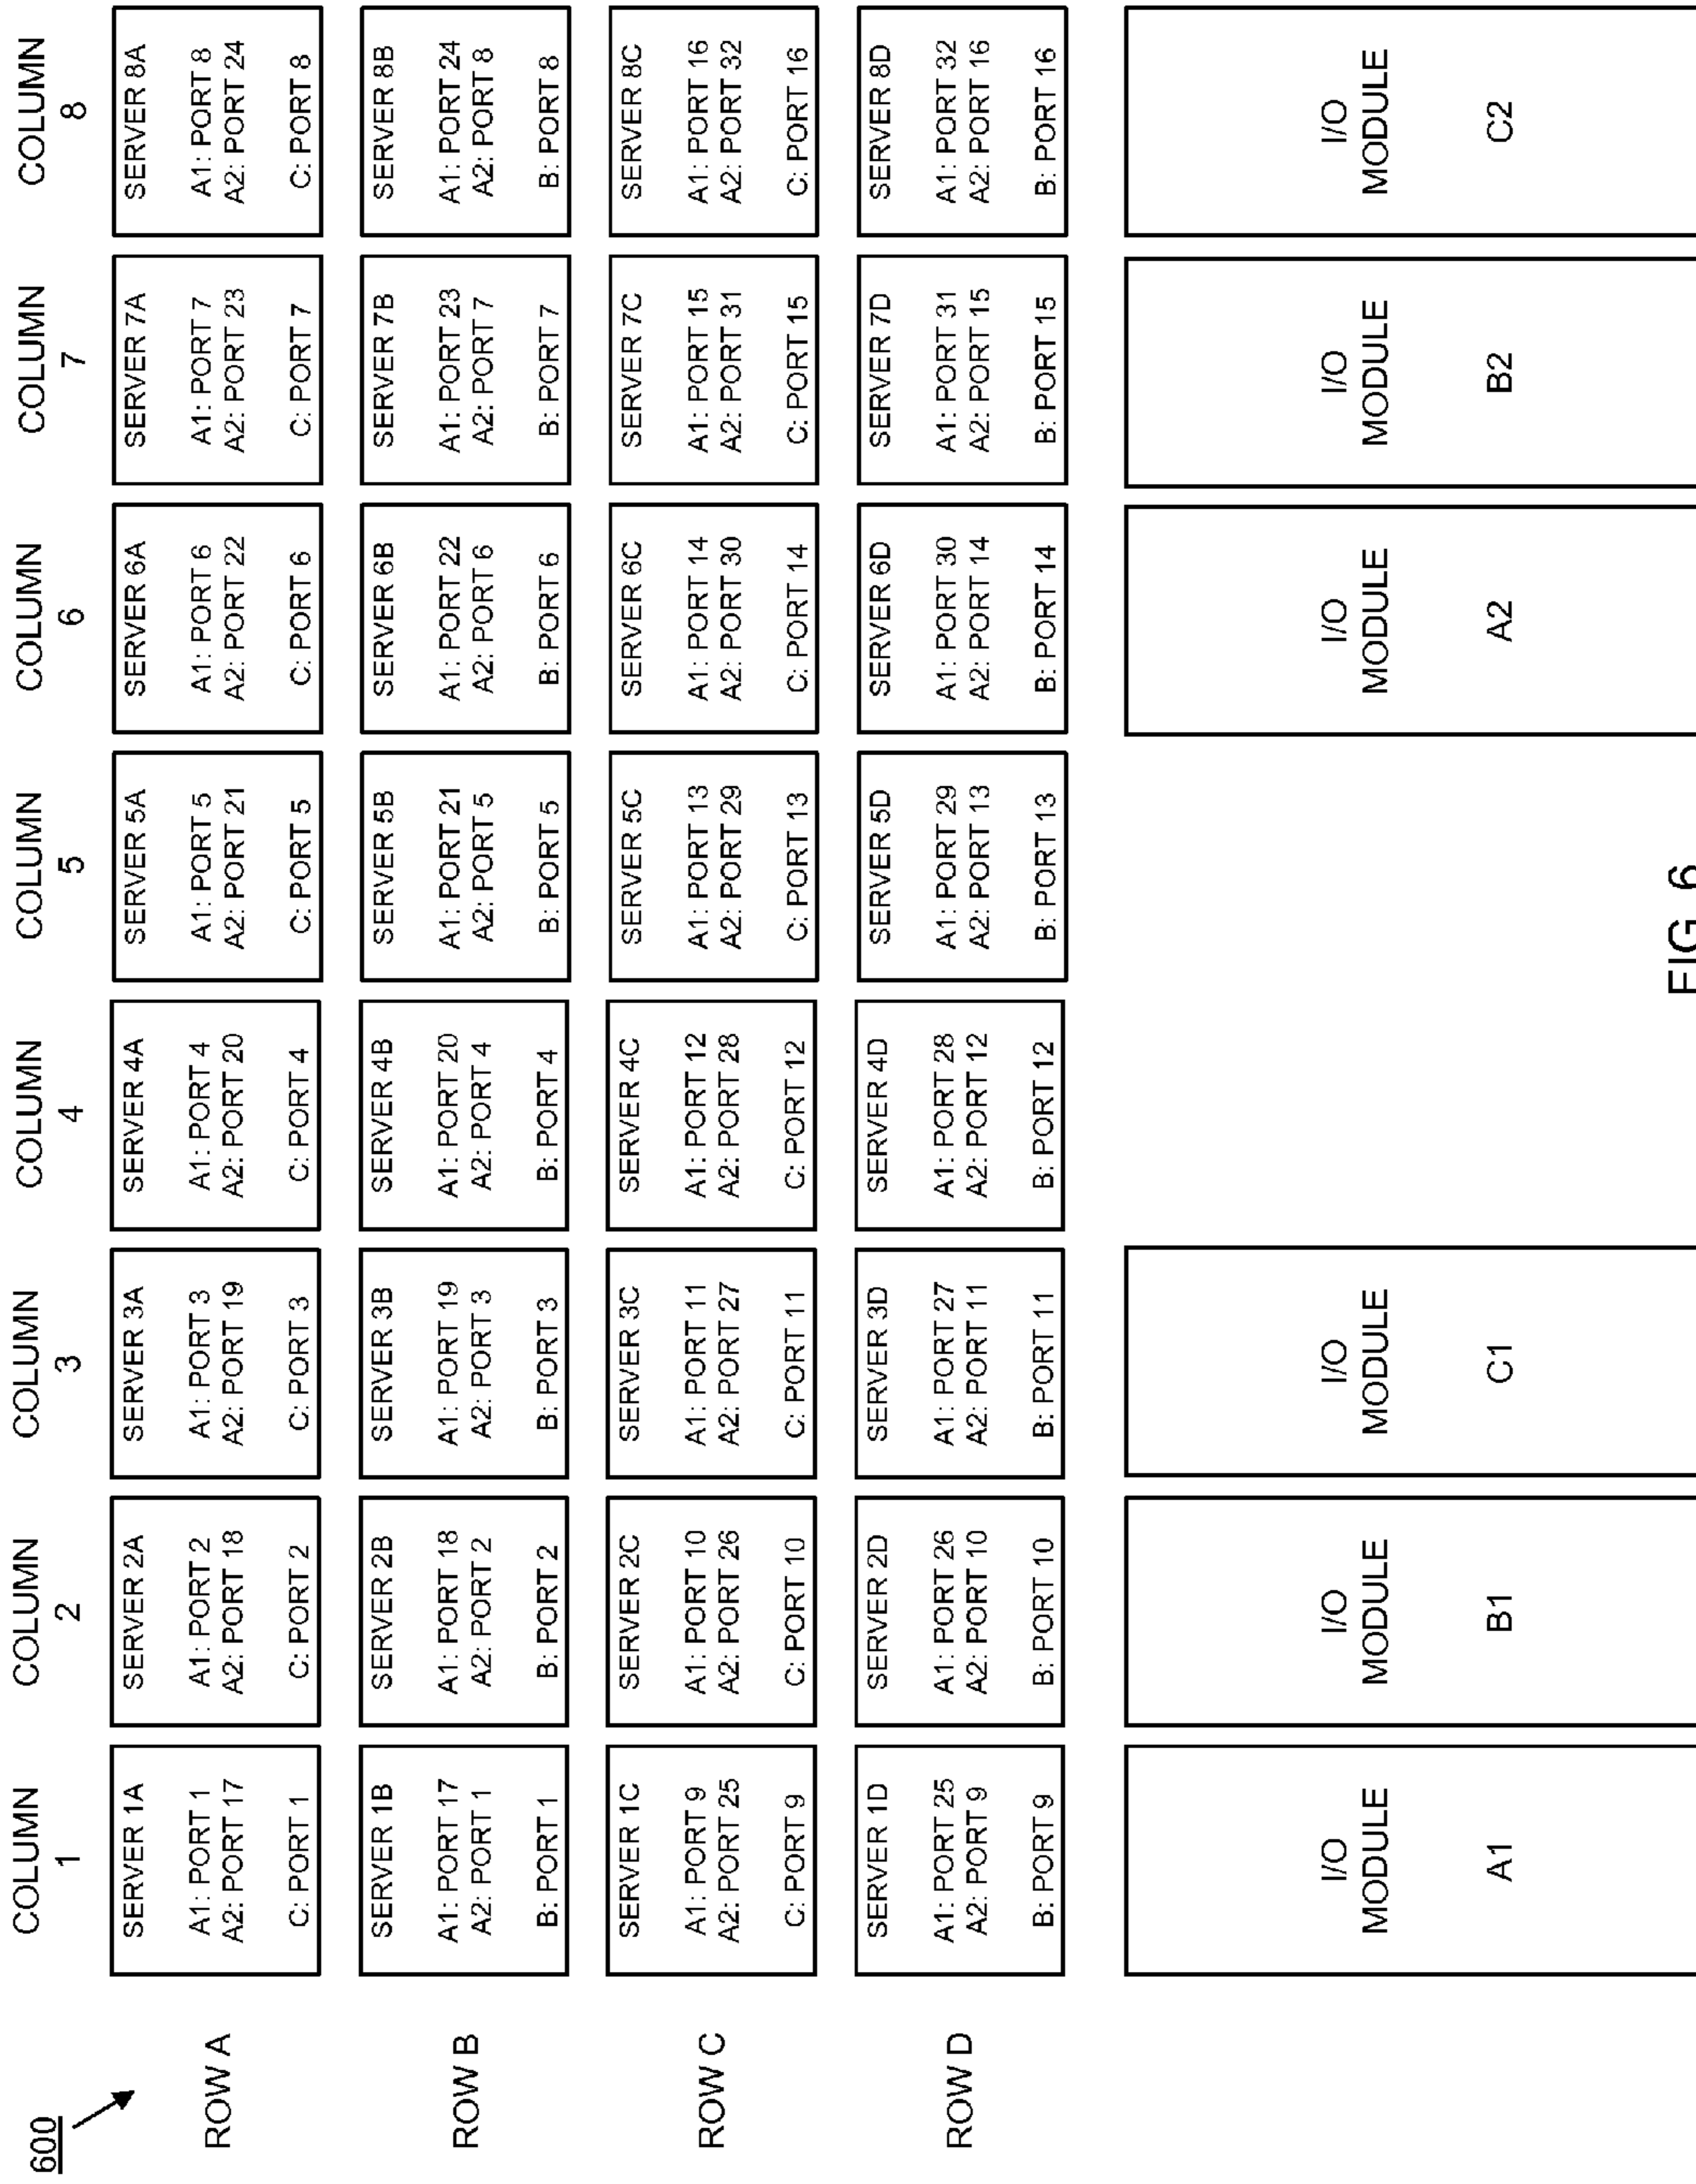 600
COLUMN
1
COLUMN
2
COLUMN
3
COLUMN
4
COLUMN
5
COLUMN
6
COLUMN
7
COLUMN
8
ROW A
SERVER 1A
A1: PORT 1
A2: PORT 17
C: PORT 1
SERVER 2A
A1: PORT 2
A2: PORT 18
C: PORT 2
SERVER 3A
A1: PORT 3
A2: PORT 19
C: PORT 3
SERVER 4A
A1: PORT 4
A2: PORT 20
C: PORT 4
SERVER 5A
A1: PORT 5
A2: PORT 21
C: PORT 5
SERVER 6A
A1: PORT 6
A2: PORT 22
C: PORT 6
SERVER 7A
A1: PORT 7
A2: PORT 23
C: PORT 7
SERVER 8A
A1: PORT 8
A2: PORT 24
C: PORT 8
ROW B
SERVER 1B
A1: PORT 17
A2: PORT 1
B: PORT 1
SERVER 2B
A1: PORT 18
A2: PORT 2
B: PORT 2
SERVER 3B
A1: PORT 19
A2: PORT 3
B: PORT 3
SERVER 4B
A1: PORT 20
A2: PORT 4
B: PORT 4
SERVER 5B
A1: PORT 21
A2: PORT 5
B: PORT 5
SERVER 6B
A1: PORT 22
A2: PORT 6
B: PORT 6
SERVER 7B
A1: PORT 23
A2: PORT 7
B: PORT 7
SERVER 8B
A1: PORT 24
A2: PORT 8
B: PORT 8
ROW C
SERVER 1C
A1: PORT 9
A2: PORT 25
C: PORT 9
SERVER 2C
A1: PORT 10
A2: PORT 26
C: PORT 10
SERVER 3C
A1: PORT 11
A2: PORT 27
C: PORT 11
SERVER 4C
A1: PORT 12
A2: PORT 28
C: PORT 12
SERVER 5C
A1: PORT 13
A2: PORT 29
C: PORT 13
SERVER 6C
A1: PORT 14
A2: PORT 30
C: PORT 14
SERVER 7C
A1: PORT 15
A2: PORT 31
C: PORT 15
SERVER 8C
A1: PORT 16
A2: PORT 32
C: PORT 16
ROW D
SERVER 1D
A1: PORT 25
A2: PORT 9
B: PORT 9
SERVER 2D
A1: PORT 26
A2: PORT 10
B: PORT 10
SERVER 3D
A1: PORT 27
A2: PORT 11
B: PORT 11
SERVER 4D
A1: PORT 28
A2: PORT 12
B: PORT 12
SERVER 5D
A1: PORT 29
A2: PORT 13
B: PORT 13
SERVER 6D
A1: PORT 30
A2: PORT 14
B: PORT 14
SERVER 7D
A1: PORT 31
A2: PORT 15
B: PORT 15
SERVER 8D
A1: PORT 32
A2: PORT 16
B: PORT 16
I/O
MODULE
A1
I/O
MODULE
B1
I/O
MODULE
C1
I/O
MODULE
A2
I/O
MODULE
B2
I/O
MODULE
C2
FIG. 6